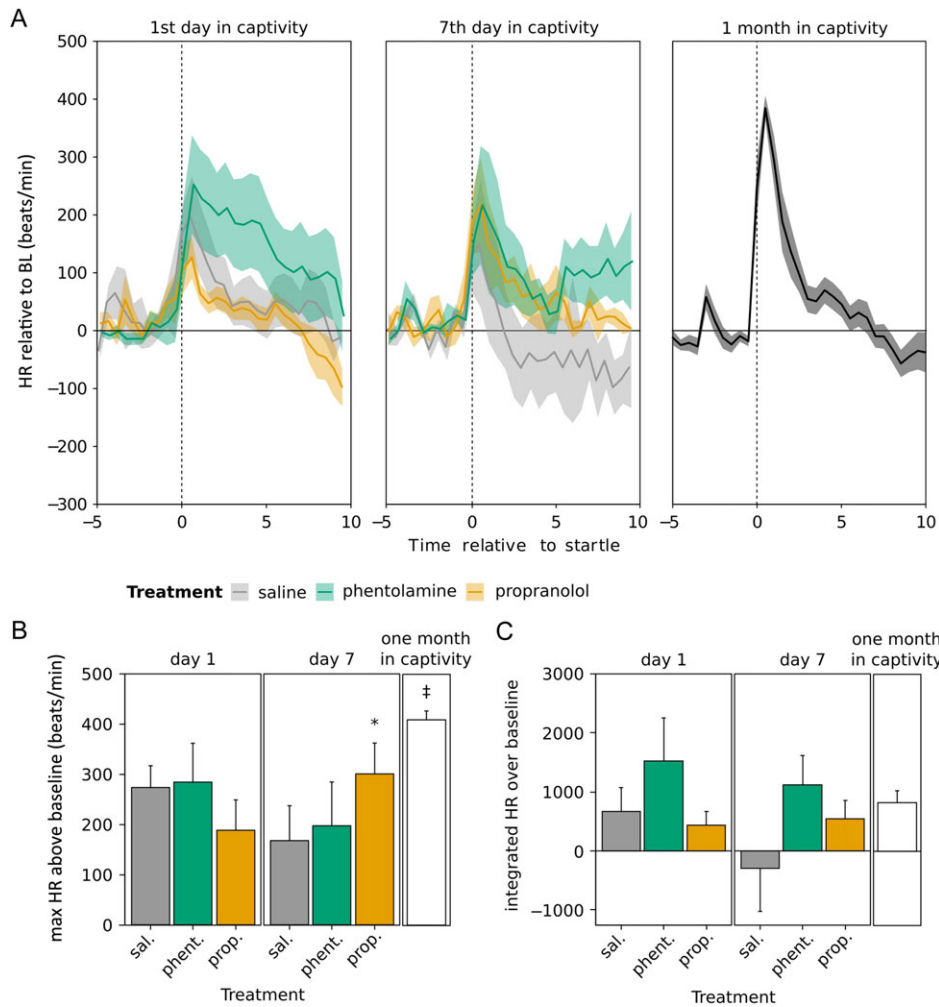 A
1st day in captivity
7th day in captivity
1 month in captivity
HR relative to BL (beats/min)
500
400
300
200
100
0
−100
−200
−300
−5 0 5 10
−5 0 5 10
−5 0 5 10
Time relative to startle
Treatment saline phentolamine propranolol
B
day 1
day 7
one month
in captivity
max HR above baseline (beats/min)
500
400
300
200
100
0
*
‡
sal. phent. prop.
sal. phent. prop.
Treatment
C
day 1
day 7
one month
in captivity
integrated HR over baseline
3000
2000
1000
0
−1000
sal. phent. prop.
sal. phent. prop.
Treatment